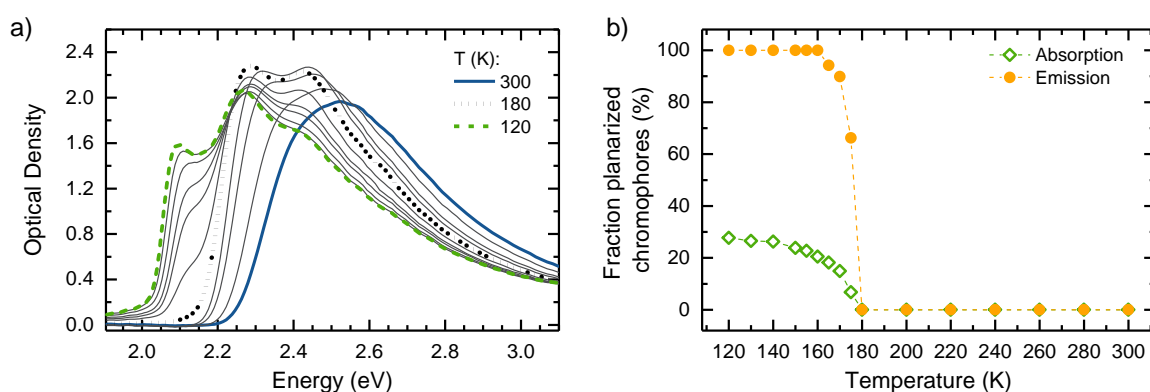 a)
Optical Density
2.4
2.0
1.6
1.2
0.8
0.4
0.0
T (K):
300
180
120
2.0 2.2 2.4 2.6 2.8 3.0
Energy (eV)
b)
Fraction planarized
chromophores (%)
100
80
60
40
20
0
Absorption
Emission
120 140 160 180 200 220 240 260 280 300
Temperature (K)